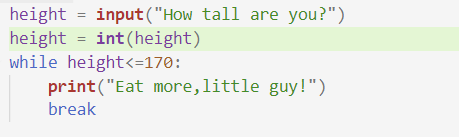 height = input("How tall are you?")
height = int(height)
while height<=170:
    print("Eat more,little guy!")
    break